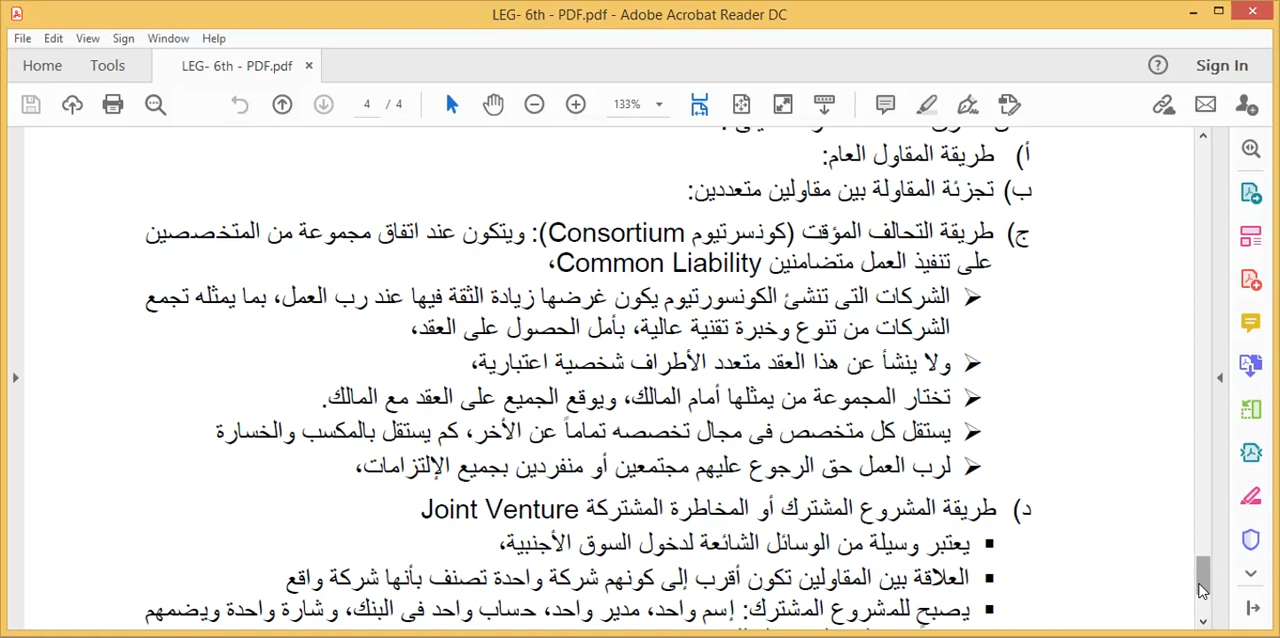 LEG- 6th - PDF.pdf - Adobe Acrobat Reader DC
File Edit View Sign Window Help
Home Tools LEG- 6th - PDF.pdf × Sign In
4 / 4 133%
أ) طريقة المقاول العام:
ب) تجزئة المقاولة بين مقاولين متعددين:
ج) طريقة التحالف المؤقت (كونسرتيوم Consortium): ويتكون عند اتفاق مجموعة من المتخصصين
على تنفيذ العمل متضامنين Common Liability،
➢ الشركات التى تنشئ الكونسورتيوم يكون غرضها زيادة الثقة فيها عند رب العمل، بما يمثله تجمع
الشركات من تنوع وخبرة تقنية عالية، بأمل الحصول على العقد،
➢ ولا ينشأ عن هذا العقد متعدد الأطراف شخصية اعتبارية،
➢ تختار المجموعة من يمثلها أمام المالك، ويوقع الجميع على العقد مع المالك.
➢ يستقل كل متخصص فى مجال تخصصه تماماً عن الأخر، كم يستقل بالمكسب والخسارة
➢ لرب العمل حق الرجوع عليهم مجتمعين أو منفردين بجميع الإلتزامات،
د) طريقة المشروع المشترك أو المخاطرة المشتركة Joint Venture
▪ يعتبر وسيلة من الوسائل الشائعة لدخول السوق الأجنبية،
▪ العلاقة بين المقاولين تكون أقرب إلى كونهم شركة واحدة تصنف بأنها شركة واقع
▪ يصبح للمشروع المشترك: إسم واحد، مدير واحد، حساب واحد فى البنك، وشارة واحدة ويضمهم